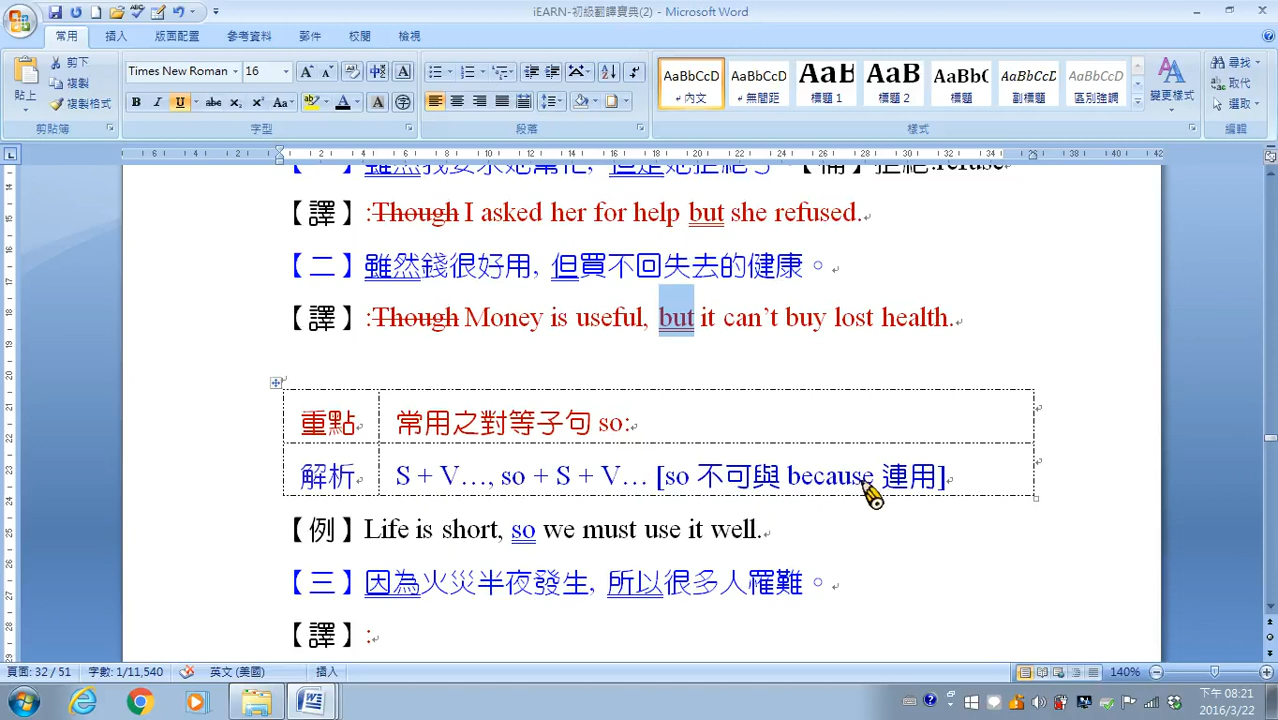 iEARN-初級翻譯寶典(2) - Microsoft Word
常用 插入 版面配置 參考資料 郵件 校閱 檢視
貼上 剪下 複製 複製格式 剪貼簿
Times New Roman 16 字型
段落
AaBbCcD AaBbCcD AaB AaB AaBb AaBbCcD AaBbCcD
內文 無間距 標題 1 標題 2 標題 副標題 區別強調 變更樣式
樣式
尋找 取代 選取 編輯
【譯】:Though I asked her for help but she refused.
【二】雖然錢很好用, 但買不回失去的健康。
【譯】:Though Money is useful, but it can’t buy lost health.
重點 常用之對等子句 so:
解析 S + V…, so + S + V… [so 不可與 because 連用]
【例】Life is short, so we must use it well.
【三】因為火災半夜發生, 所以很多人罹難。
【譯】:
頁面: 32 / 51 字數: 1/11,540 英文 (美國) 插入 140%
下午 08:21
2016/3/22